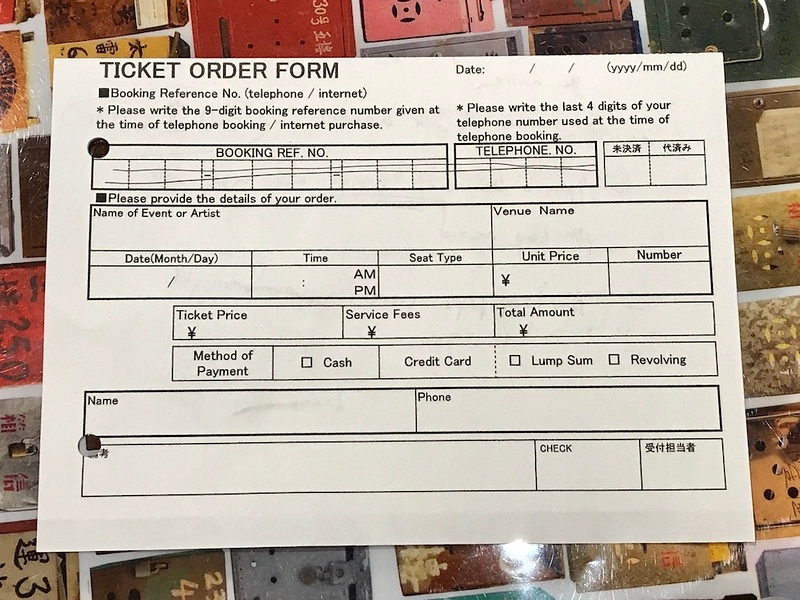 TICKET ORDER FORM
Date: / / (yyyy/mm/dd)
■Booking Reference No. (telephone / internet)
* Please write the 9-digit booking reference number given at
the time of telephone booking / internet purchase.
* Please write the last 4 digits of your
telephone number used at the time of
telephone booking.
BOOKING REF. NO.
TELEPHONE. NO.
未決済 代済み
■Please provide the details of your order.
Name of Event or Artist
Venue Name
Date(Month/Day) Time Seat Type Unit Price Number
/ : AM
PM
¥
Ticket Price
¥
Service Fees
¥
Total Amount
¥
Method of
Payment
□ Cash
Credit Card
□ Lump Sum □ Revolving
Name
Phone
考
CHECK
受付担当者